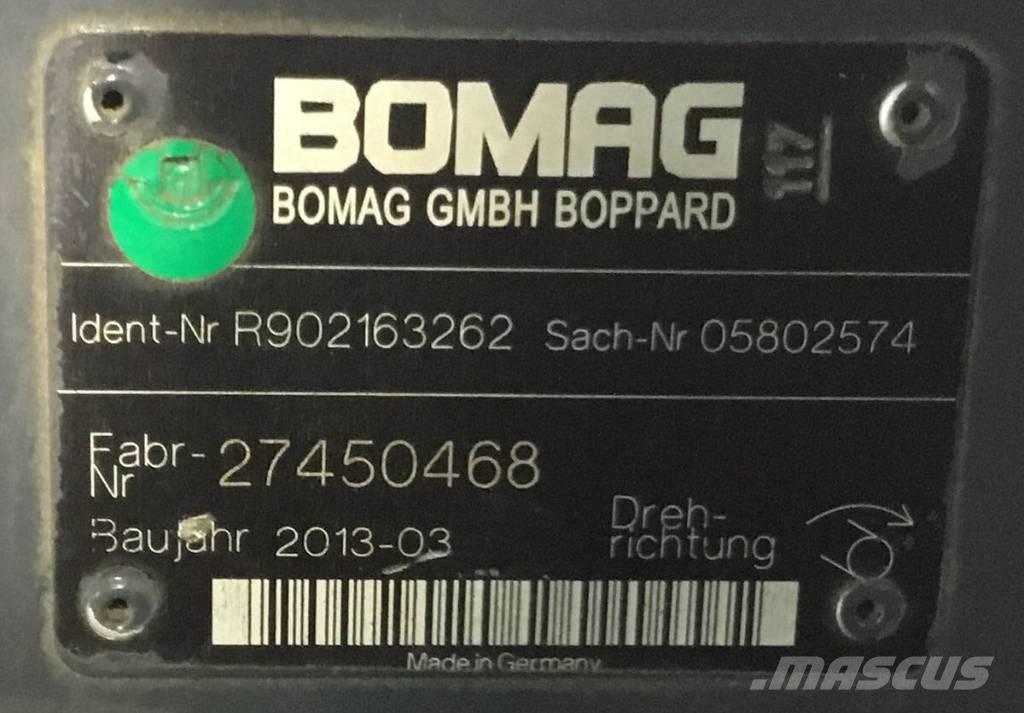 BOMAG
117
BOMAG GMBH BOPPARD
Ident-Nr R902163262 Sach-Nr 05802574
Fabr-Nr 27450468
Baujahr 2013-03
Dreh-
richtung
Made in Germany
.MASCUS